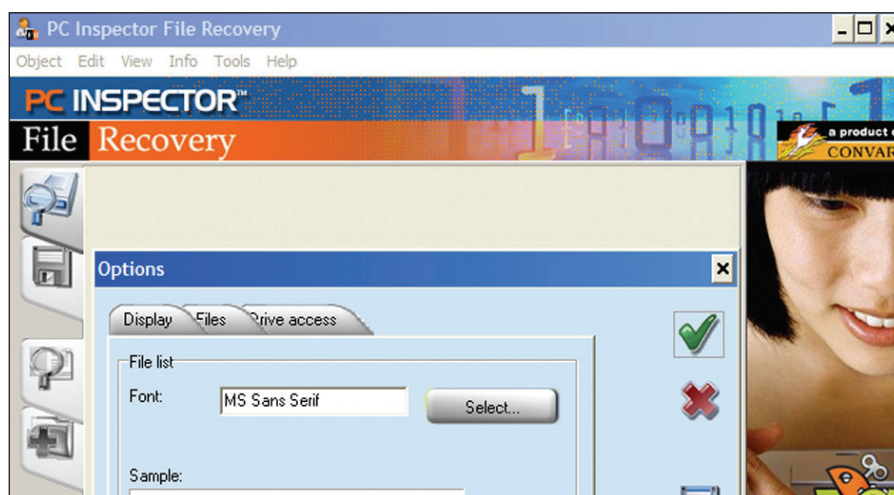 PC Inspector File Recovery
Object Edit View Info Tools Help
PC INSPECTOR™
File Recovery
a product
CONVAR
Options
Display Files Drive access
File list
Font: MS Sans Serif Select...
Sample: